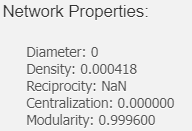 Network Properties:
Diameter: 0
Density: 0.000418
Reciprocity: NaN
Centralization: 0.000000
Modularity: 0.999600